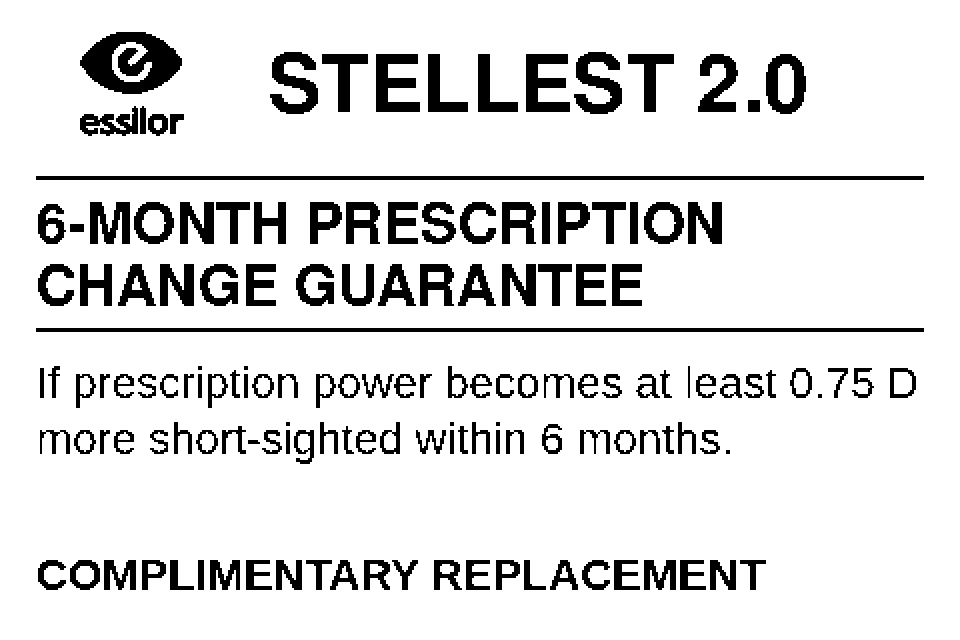 essilor
STELLEST 2.0
6-MONTH PRESCRIPTION
CHANGE GUARANTEE
If prescription power becomes at least 0.75 D
more short-sighted within 6 months.
COMPLIMENTARY REPLACEMENT